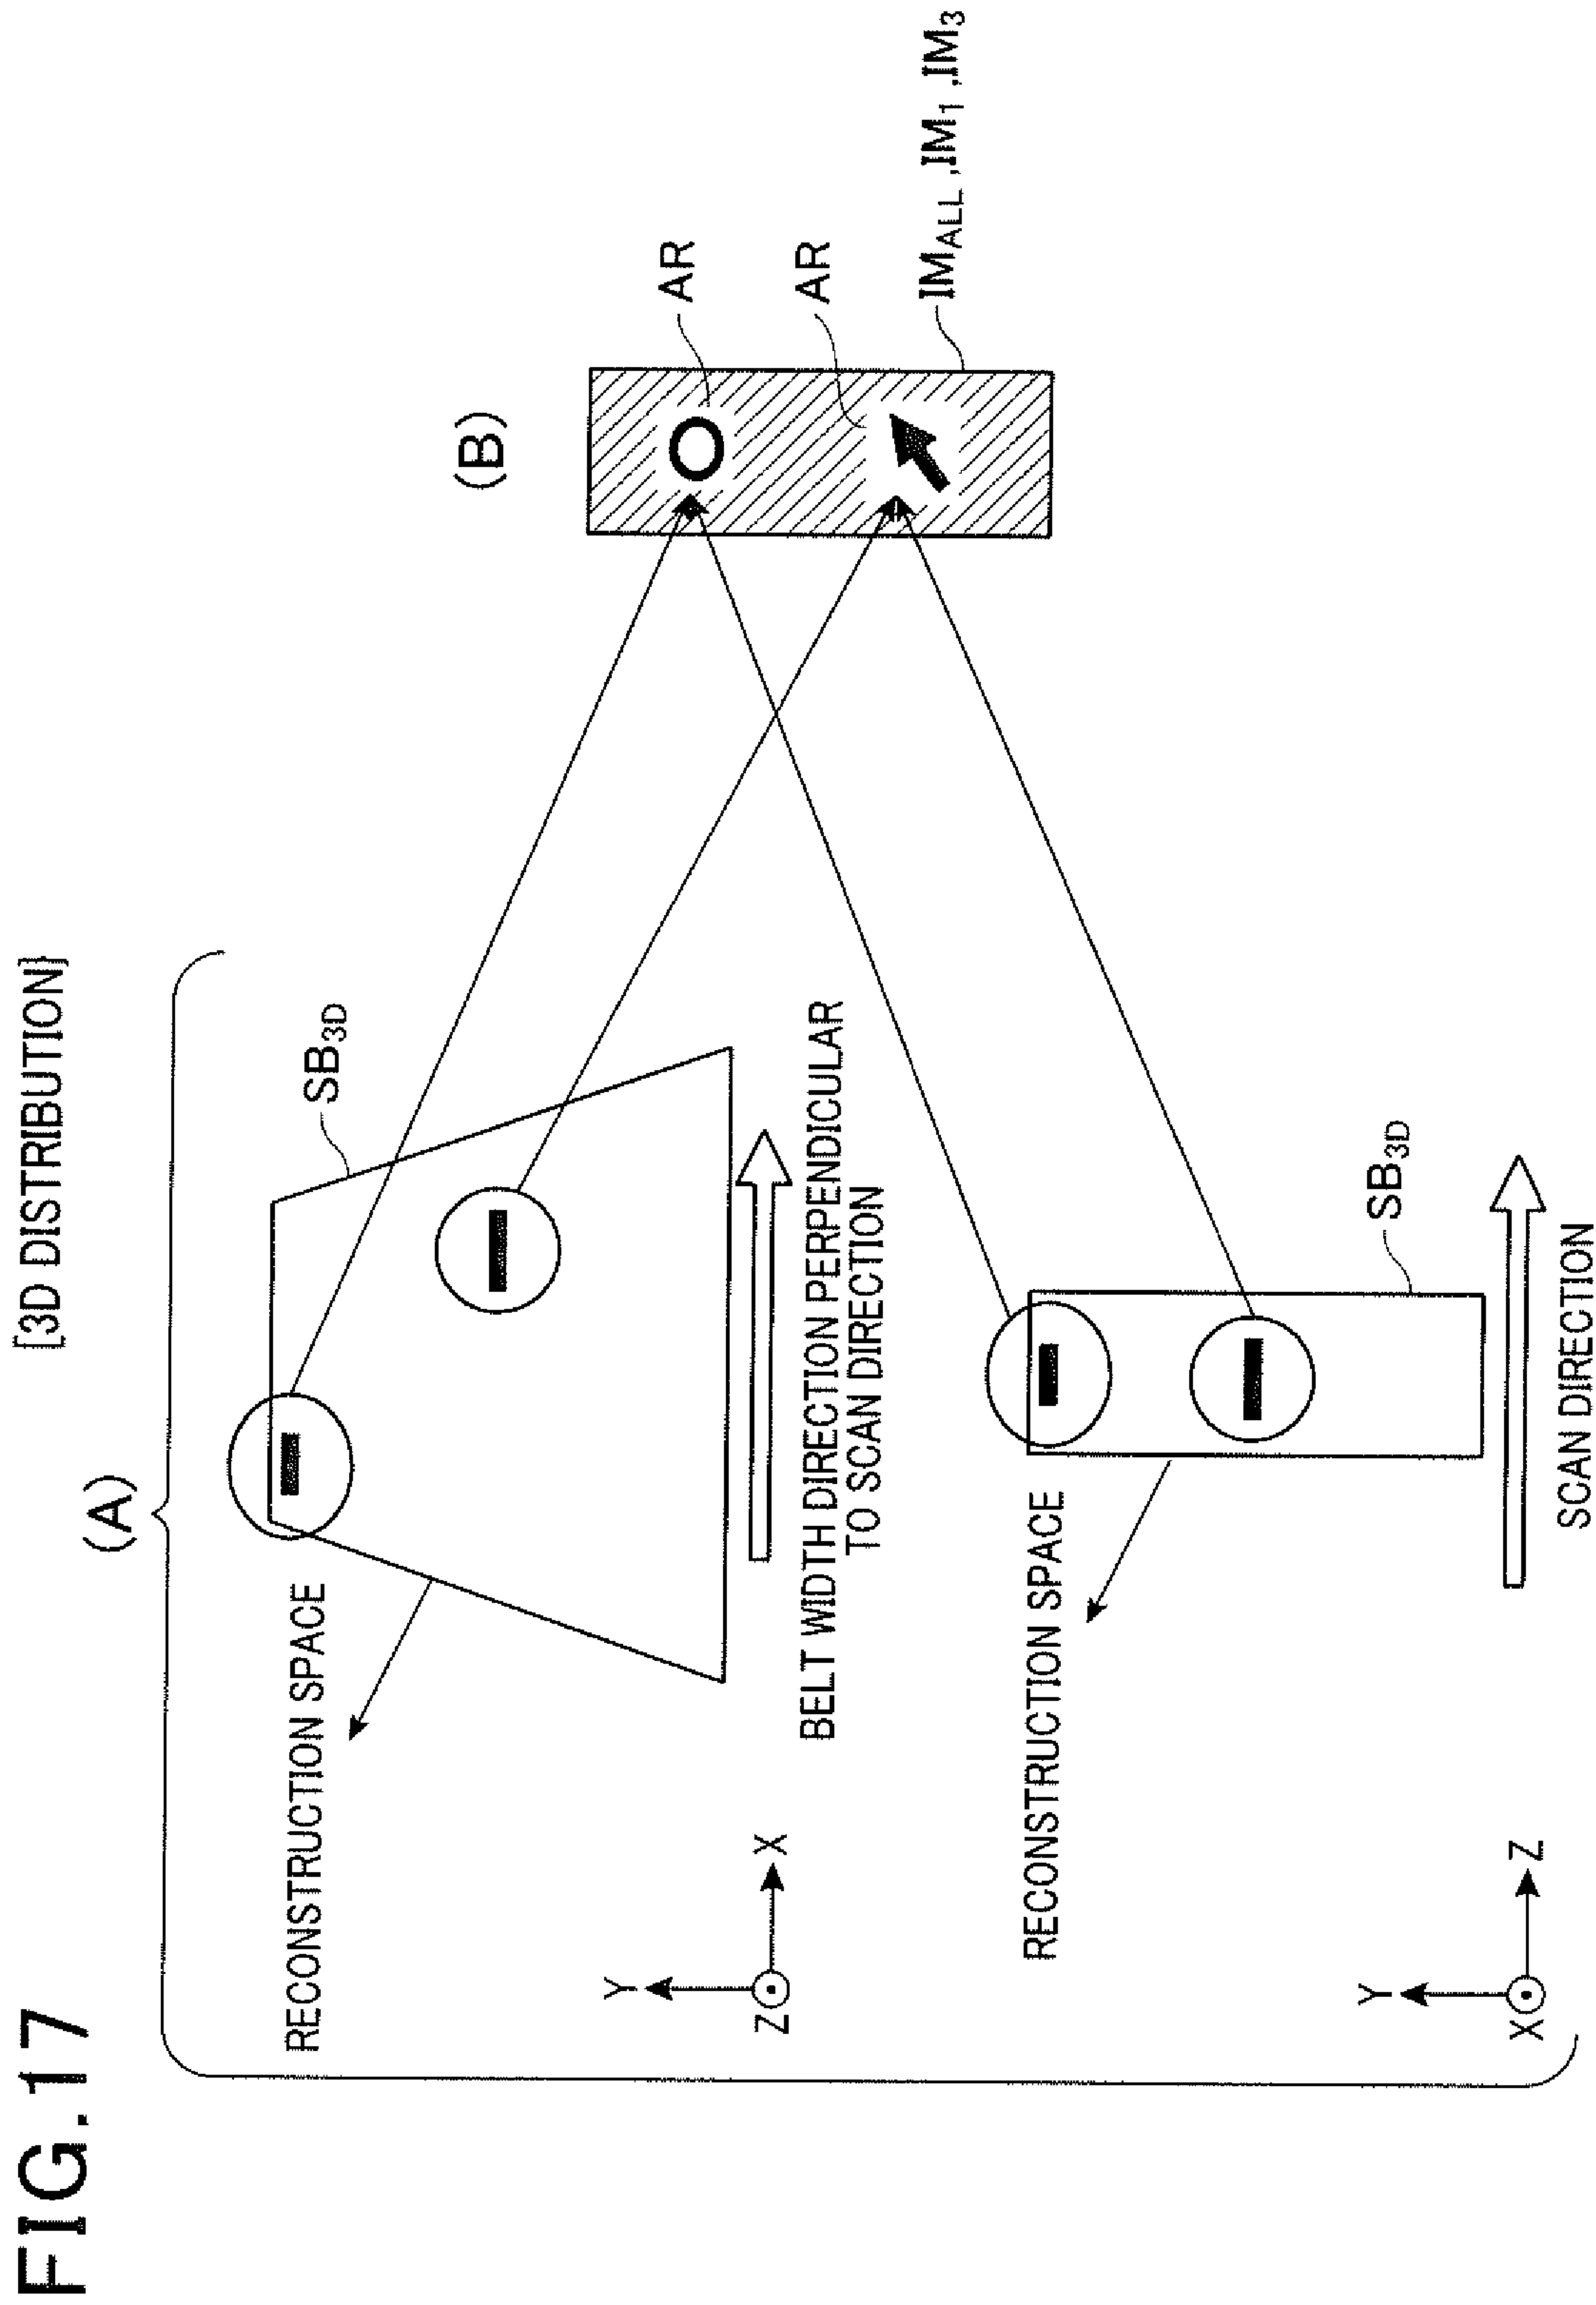 FIG.17
[3D DISTRIBUTION]
(A)
SB3D
RECONSTRUCTION SPACE
Y
Z
X
BELT WIDTH DIRECTION PERPENDICULAR
TO SCAN DIRECTION
RECONSTRUCTION SPACE
SB3D
Y
X
Z
SCAN DIRECTION
(B)
AR
AR
IMALL ,IM1 ,IM3